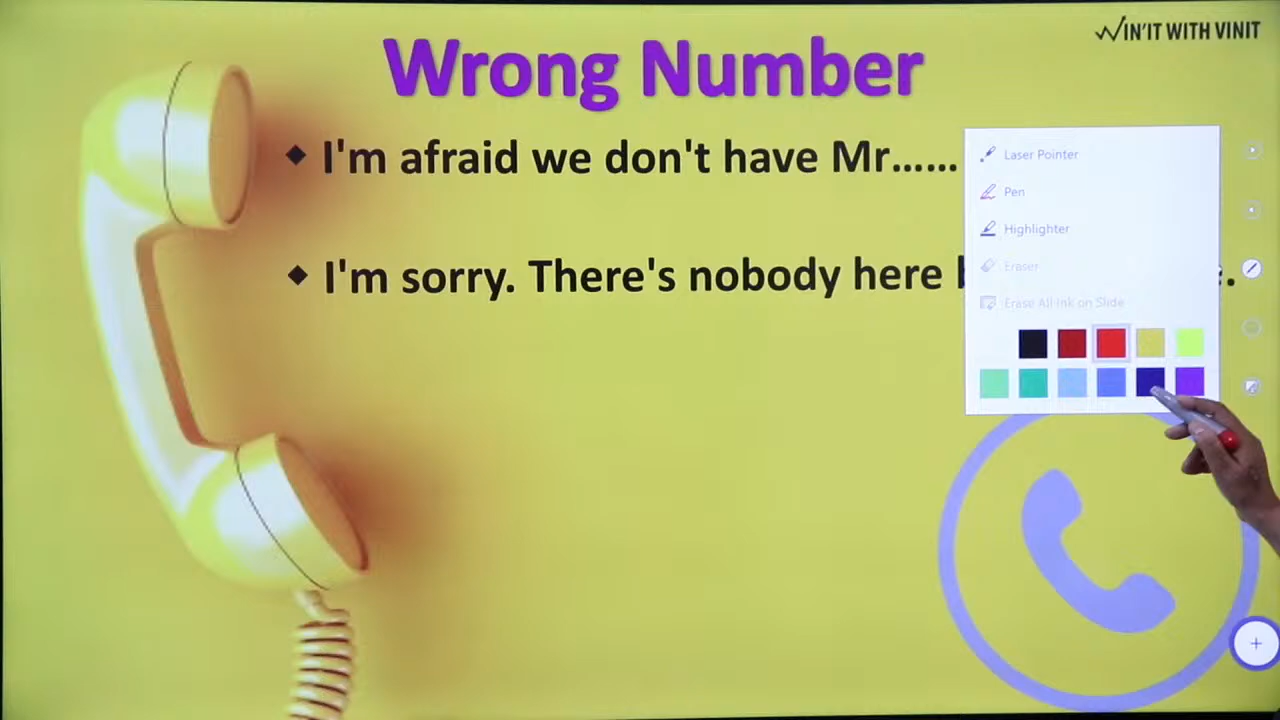 WIN'IT WITH VINIT
Wrong Number
I'm afraid we don't have Mr......
I'm sorry. There's nobody here
Laser Pointer
Pen
Highlighter
Eraser
Erase All Ink on Slide